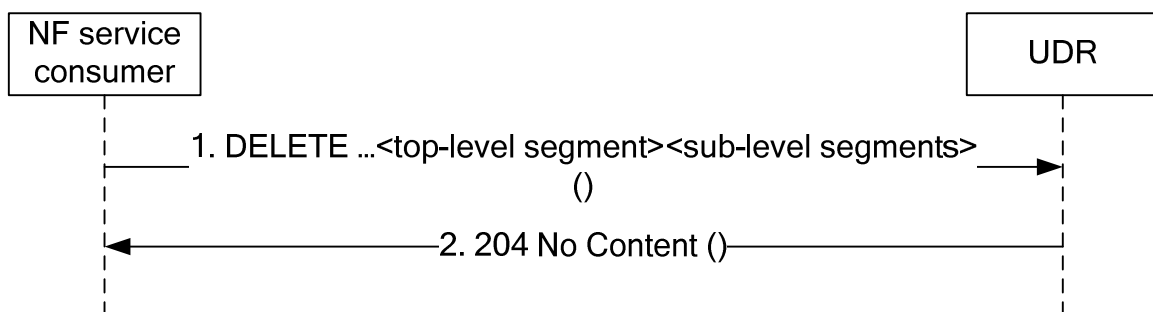 NF service
consumer
UDR
1. DELETE ...<top-level segment><sub-level segments>
()
2. 204 No Content ()